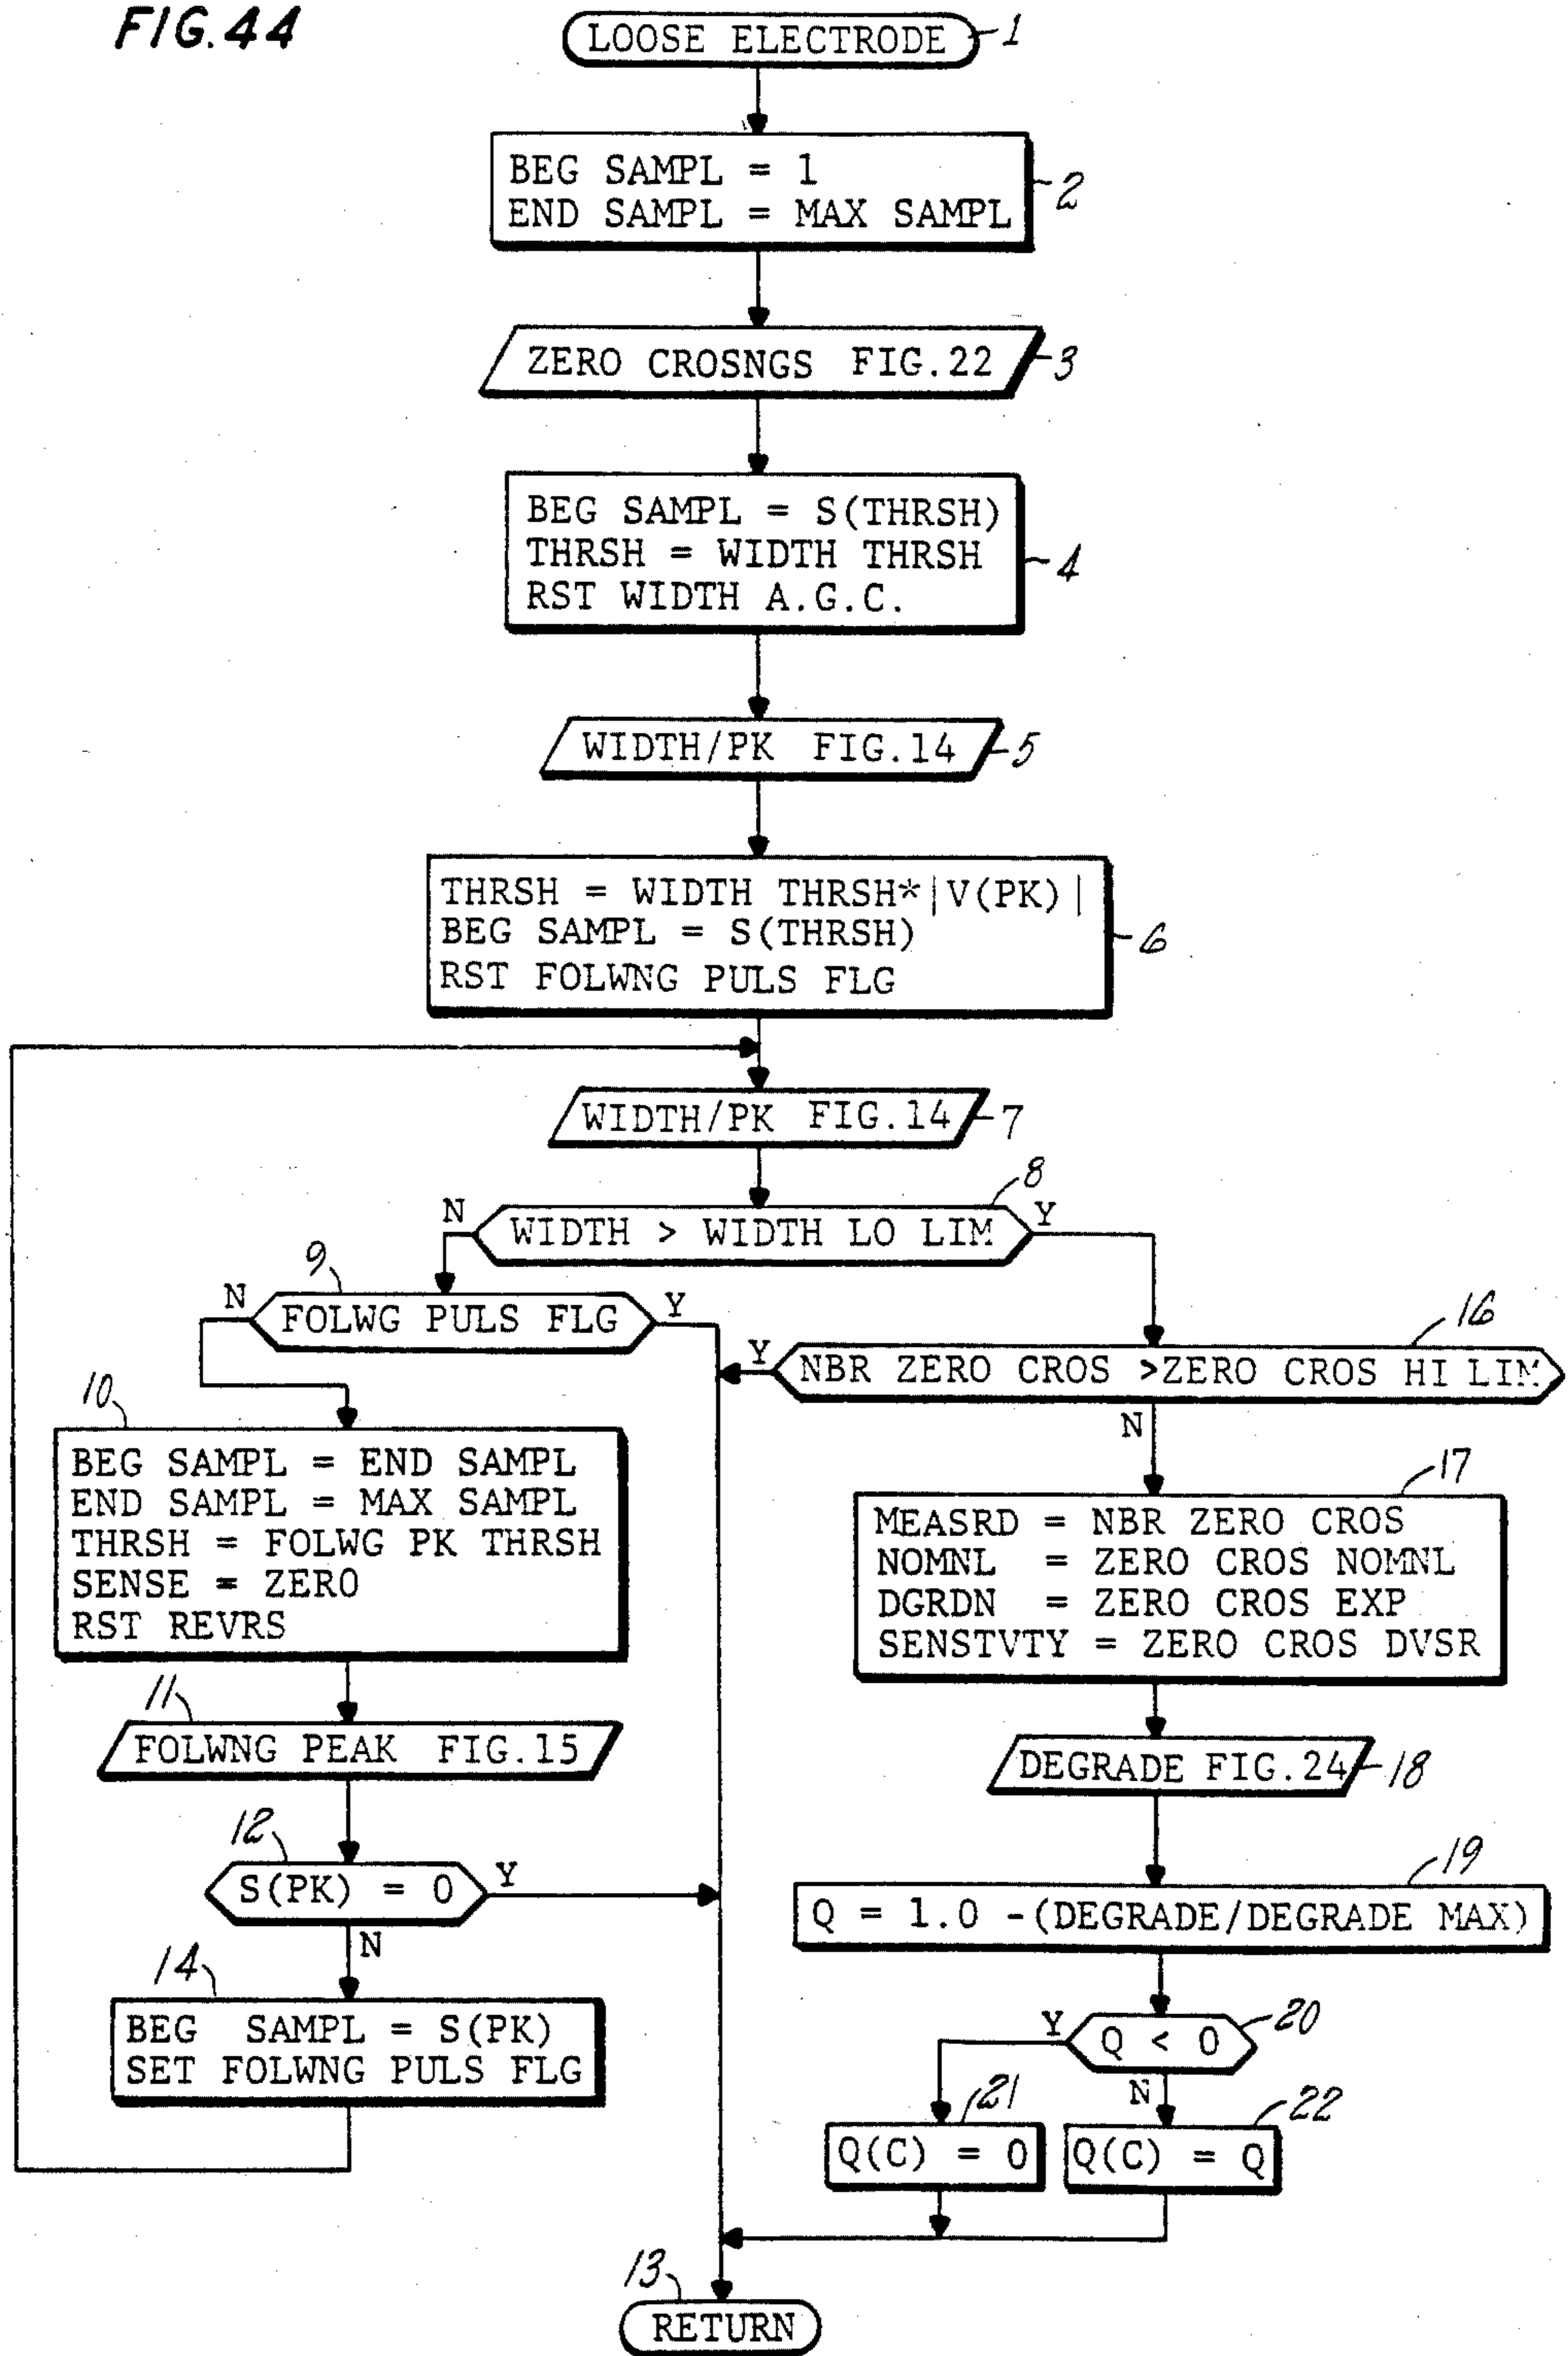 FIG.44
LOOSE ELECTRODE
1
BEG SAMPL = 1
END SAMPL = MAX SAMPL
2
ZERO CROSNGS FIG.22
3
BEG SAMPL = S(THRSH)
THRSH = WIDTH THRSH
RST WIDTH A.G.C.
4
WIDTH/PK FIG.14
5
THRSH = WIDTH THRSH*|V(PK)|
BEG SAMPL = S(THRSH)
RST FOLWNG PULS FLG
6
WIDTH/PK FIG.14
7
8
N
WIDTH > WIDTH LO LIM
Y
9
N
FOLWG PULS FLG
Y
16
Y
NBR ZERO CROS >ZERO CROS HI LIM
N
10
BEG SAMPL = END SAMPL
END SAMPL = MAX SAMPL
THRSH = FOLWG PK THRSH
SENSE = ZERO
RST REVRS
17
MEASRD = NBR ZERO CROS
NOMNL = ZERO CROS NOMNL
DGRDN = ZERO CROS EXP
SENSTVTY = ZERO CROS DVSR
11
FOLWNG PEAK FIG.15
DEGRADE FIG.24
18
12
S(PK) = 0
Y
N
19
Q = 1.0 -(DEGRADE/DEGRADE MAX)
14
BEG SAMPL = S(PK)
SET FOLWNG PULS FLG
20
Y
Q < 0
N
21
Q(C) = 0
22
Q(C) = Q
13
RETURN